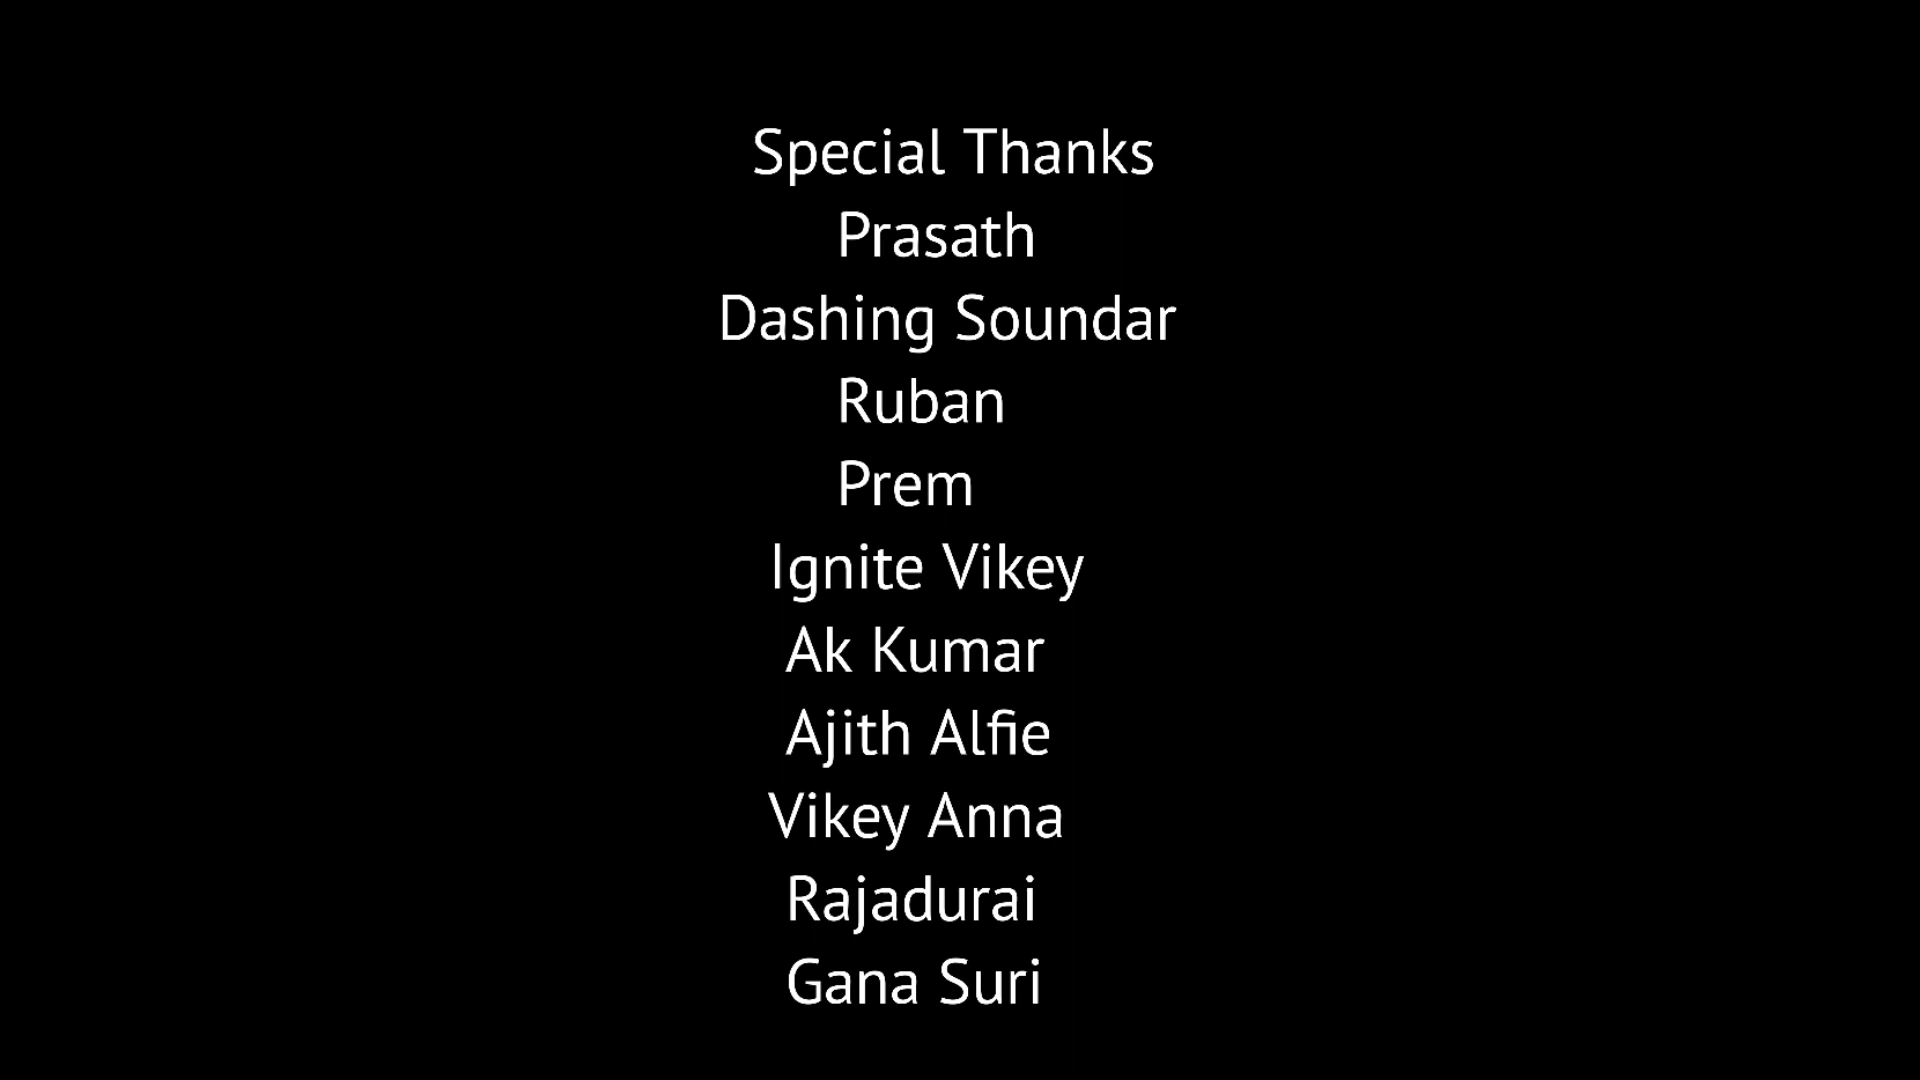 Special Thanks
Prasath
Dashing Soundar
Ruban
Prem
Ignite Vikey
Ak Kumar
Ajith Alfie
Vikey Anna
Rajadurai
Gana Suri